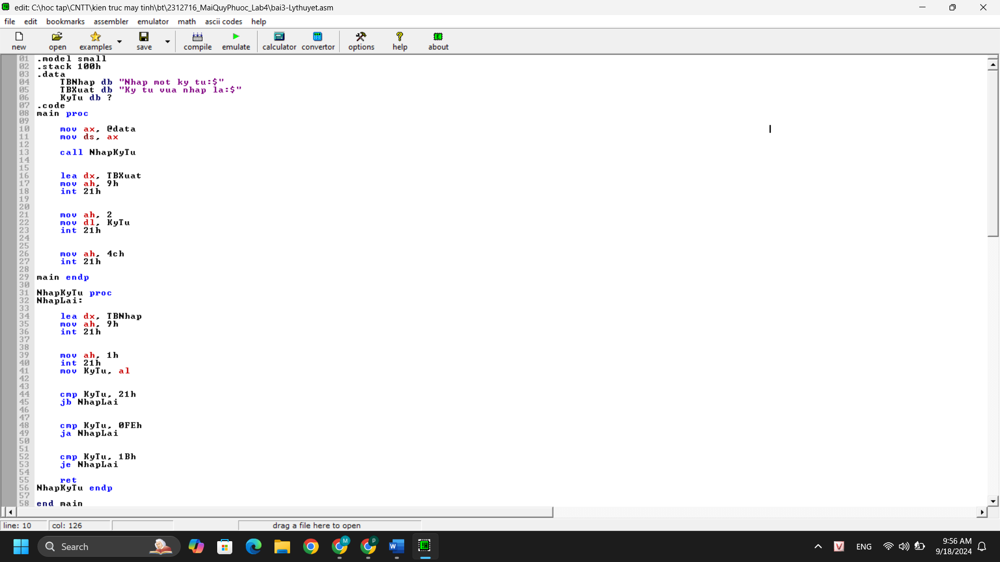 edit: C:\hoc tap\CNTT\kien truc may tinh\bt\2312716_MaiQuyPhuoc_Lab4\bai3-Lythuyet.asm
file edit bookmarks assembler emulator math ascii codes help
new open examples save compile emulate calculator convertor options help about
01 .model small
02 .stack 100h
03 .data
04 TBNhap db "Nhap mot ky tu:$"
05 TBXuat db "Ky tu vua nhap la:$"
06 KyTu db ?
07 .code
08 main proc
09
10 mov ax, @data
11 mov ds, ax
12
13 call NhapKyTu
14
15
16 lea dx, TBXuat
17 mov ah, 9h
18 int 21h
19
20
21 mov ah, 2
22 mov dl, KyTu
23 int 21h
24
25
26 mov ah, 4ch
27 int 21h
28
29 main endp
30
31 NhapKyTu proc
32 NhapLai:
33
34 lea dx, TBNhap
35 mov ah, 9h
36 int 21h
37
38
39 mov ah, 1h
40 int 21h
41 mov KyTu, al
42
43
44 cmp KyTu, 21h
45 jb NhapLai
46
47
48 cmp KyTu, 0FEh
49 ja NhapLai
50
51
52 cmp KyTu, 1Bh
53 je NhapLai
54
55 ret
56 NhapKyTu endp
57
58 end main
line: 10 col: 126 drag a file here to open
Search M P W V ENG 9:56 AM
9/18/2024